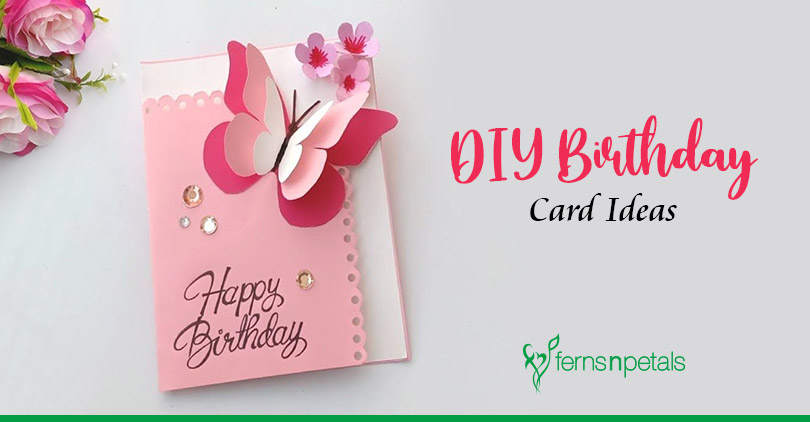 Happy
Birthday
DIY Birthday
Card Ideas
fernsnpetals